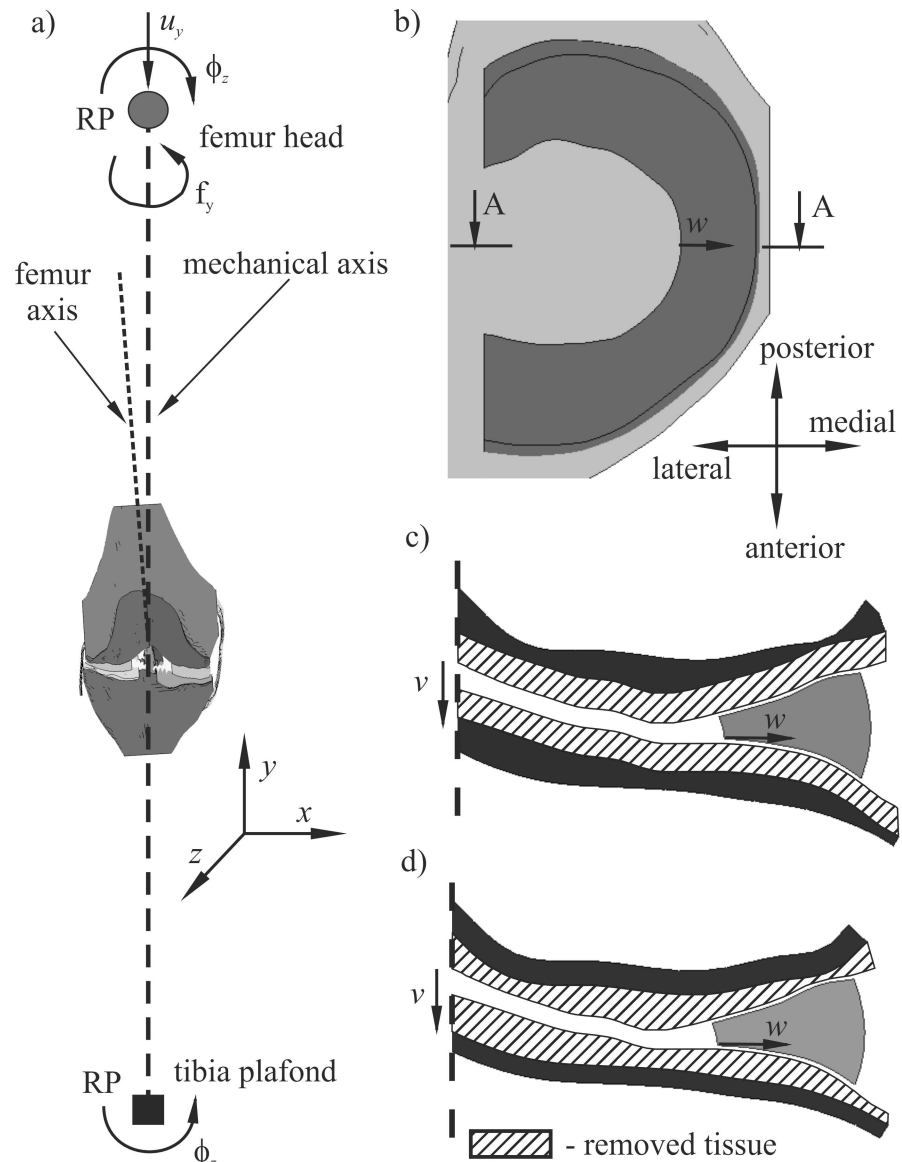 a)
u_y
ϕ_z
RP
femur head
f_y
mechanical axis
femur
axis
y
x
z
RP
tibia plafond
b)
A
A
w
posterior
medial
lateral
anterior
c)
v
w
d)
v
w
- removed tissue